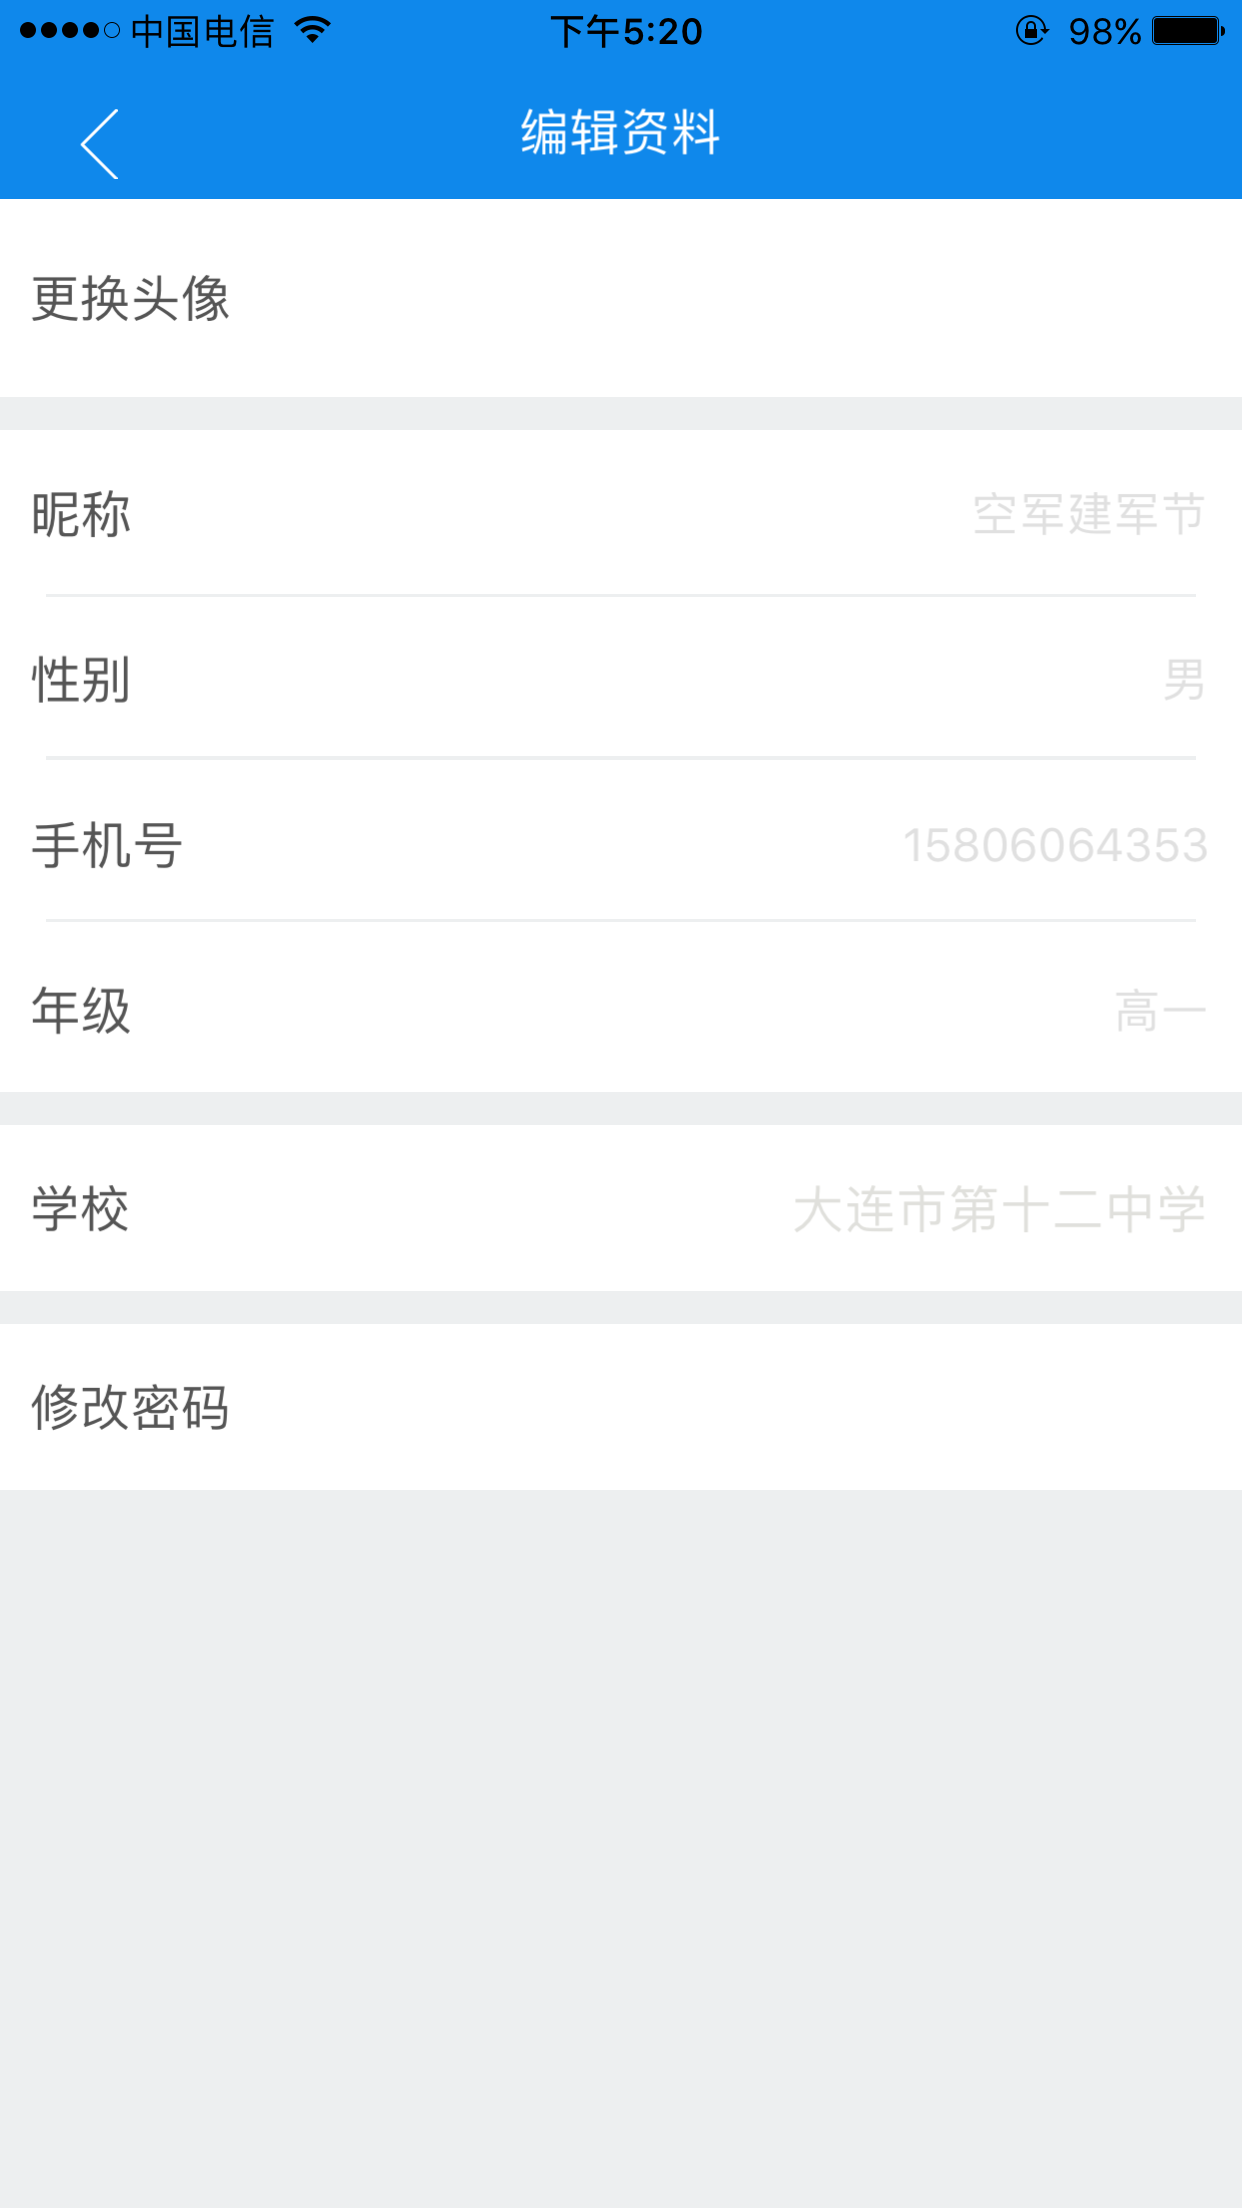 中国电信 下午5:20 98%
编辑资料
更换头像
昵称 空军建军节
性别 男
手机号 15806064353
年级 高一
学校 大连市第十二中学
修改密码